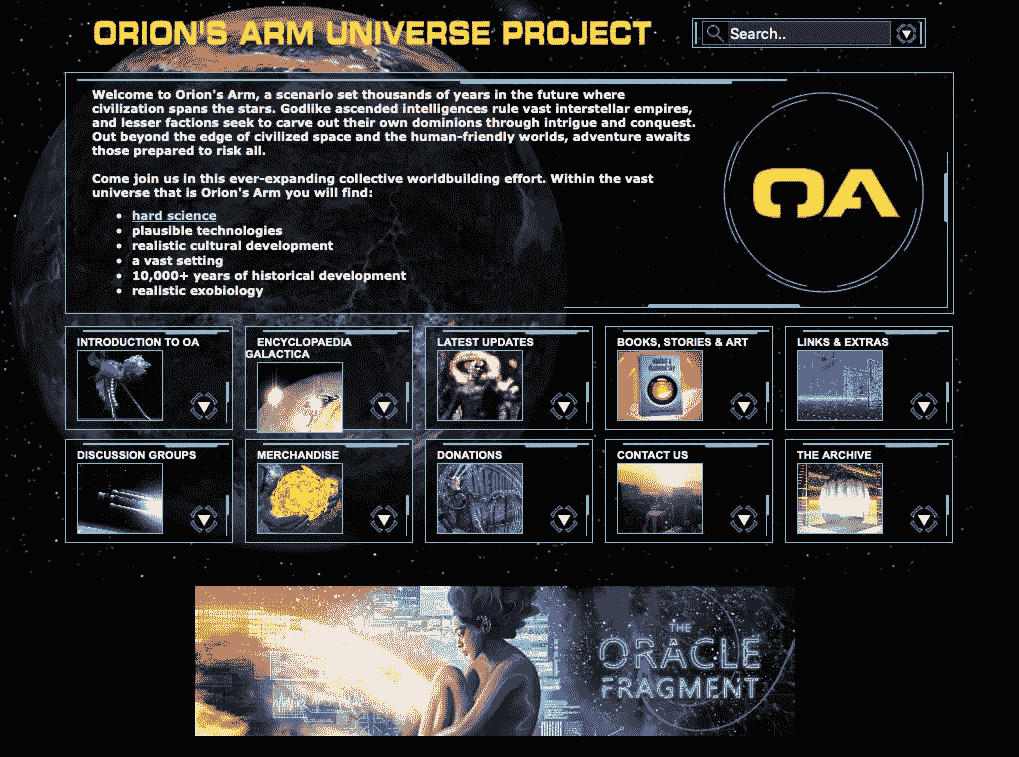 ORION'S ARM UNIVERSE PROJECT
Search..
Welcome to Orion's Arm, a scenario set thousands of years in the future where
civilization spans the stars. Godlike ascended intelligences rule vast interstellar empires,
and lesser factions seek to carve out their own dominions through intrigue and conquest.
Out beyond the edge of civilized space and the human-friendly worlds, adventure awaits
those prepared to risk all.
Come join us in this ever-expanding collective worldbuilding effort. Within the vast
universe that is Orion's Arm you will find:
• hard science
• plausible technologies
• realistic cultural development
• a vast setting
• 10,000+ years of historical development
• realistic exobiology
OA
INTRODUCTION TO OA
ENCYCLOPAEDIA
GALACTICA
LATEST UPDATES
BOOKS, STORIES & ART
LINKS & EXTRAS
DISCUSSION GROUPS
MERCHANDISE
DONATIONS
CONTACT US
THE ARCHIVE
THE
ORACLE
FRAGMENT